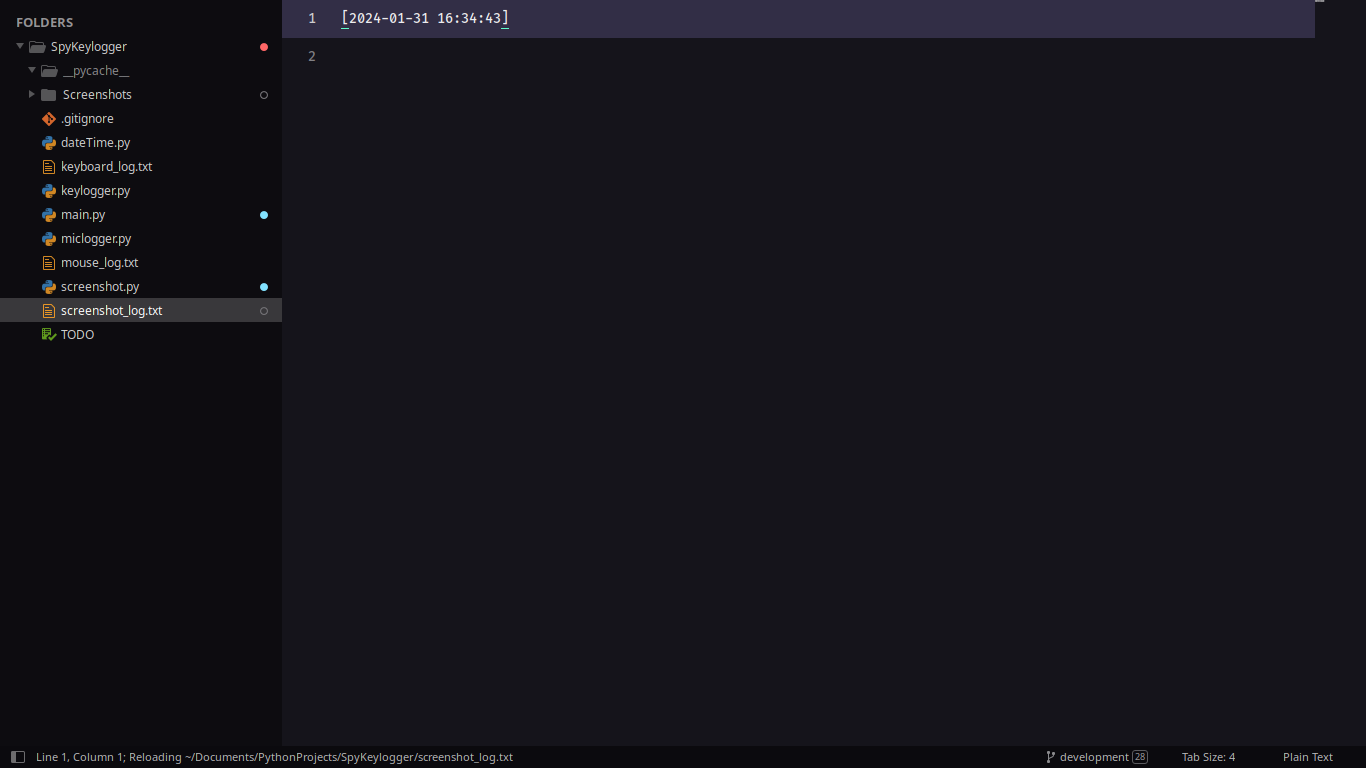 FOLDERS
SpyKeylogger
__pycache__
Screenshots
.gitignore
dateTime.py
keyboard_log.txt
keylogger.py
main.py
miclogger.py
mouse_log.txt
screenshot.py
screenshot_log.txt
TODO
1 [2024-01-31 16:34:43]
2
Line 1, Column 1; Reloading ~/Documents/PythonProjects/SpyKeylogger/screenshot_log.txt development 28 Tab Size: 4 Plain Text